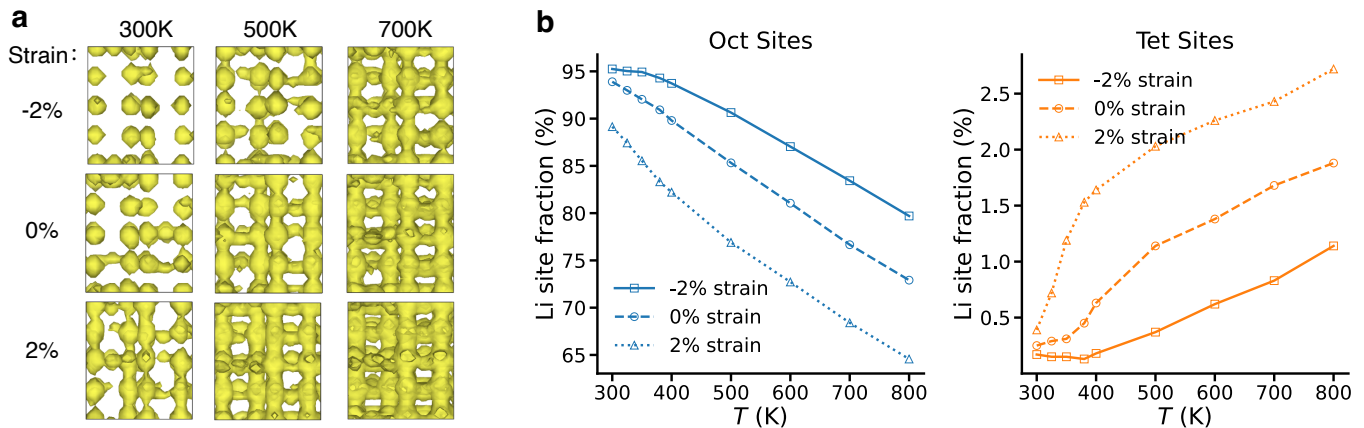 a
300K 500K 700K
Strain:
-2%
0%
2%
b
Oct Sites
Li site fraction (%)
95
90
85
80
75
70
65
-2% strain
0% strain
2% strain
300 400 500 600 700 800
T (K)
Tet Sites
Li site fraction (%)
2.5
2.0
1.5
1.0
0.5
-2% strain
0% strain
2% strain
300 400 500 600 700 800
T (K)